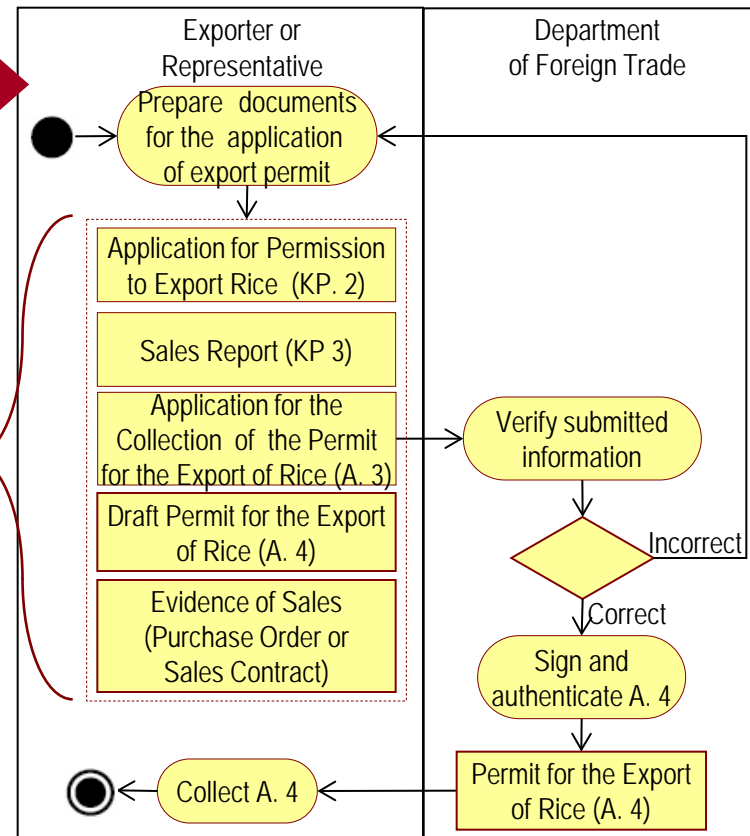 Exporter or
Representative
Department
of Foreign Trade
Prepare documents
for the application
of export permit
Application for Permission
to Export Rice (KP. 2)
Sales Report (KP 3)
Application for the
Collection of the Permit
for the Export of Rice (A. 3)
Verify submitted
information
Draft Permit for the Export
of Rice (A. 4)
Incorrect
Evidence of Sales
(Purchase Order or
Sales Contract)
Correct
Sign and
authenticate A. 4
Permit for the Export
of Rice (A. 4)
Collect A. 4